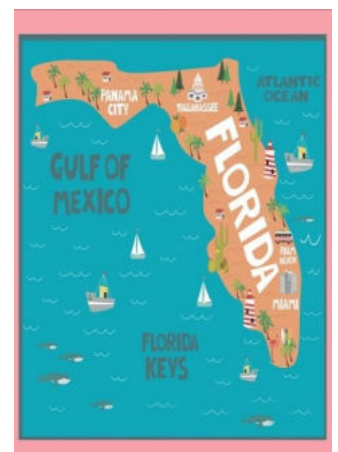 PANAMA
CITY
TALLAHASSEE
ATLANTIC
OCEAN
GULF OF
MEXICO
FLORIDA
PALM
BEACH
MIAMI
FLORIDA
KEYS